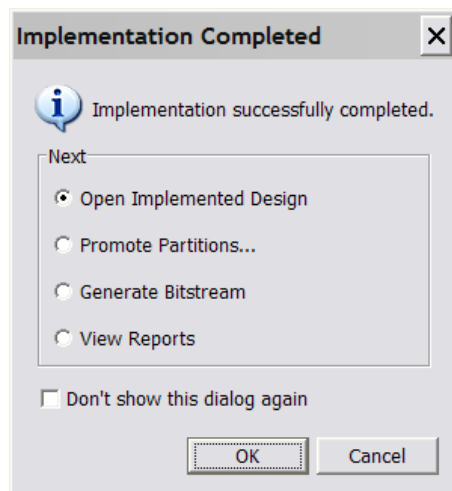 Implementation Completed
Implementation successfully completed.
Next
Open Implemented Design
Promote Partitions...
Generate Bitstream
View Reports
Don't show this dialog again
OK
Cancel